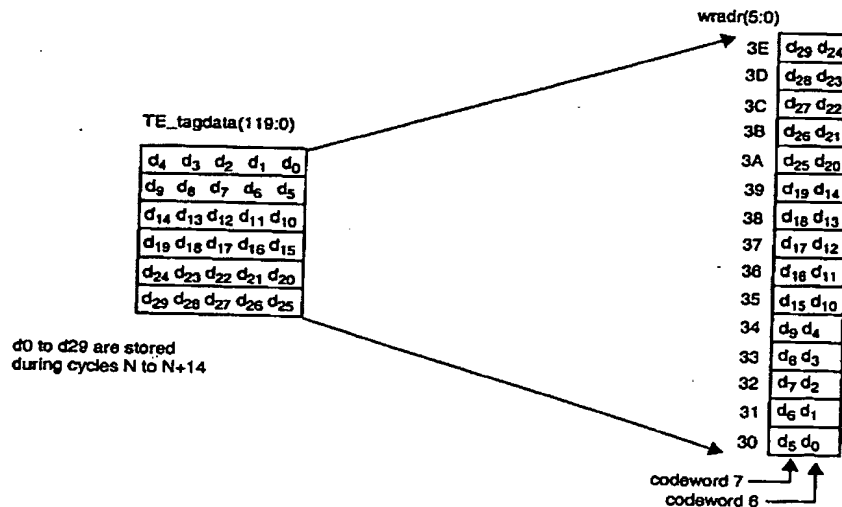 wradr(5:0)
TE_tagdata(119:0)
d4 d3 d2 d1 d0
d9 d8 d7 d6 d5
d14 d13 d12 d11 d10
d19 d18 d17 d16 d15
d24 d23 d22 d21 d20
d29 d28 d27 d26 d25
d0 to d29 are stored
during cycles N to N+14
3E d29 d24
3D d28 d23
3C d27 d22
3B d26 d21
3A d25 d20
39 d19 d14
38 d18 d13
37 d17 d12
36 d16 d11
35 d15 d10
34 d9 d4
33 d8 d3
32 d7 d2
31 d6 d1
30 d5 d0
codeword 7
codeword 6